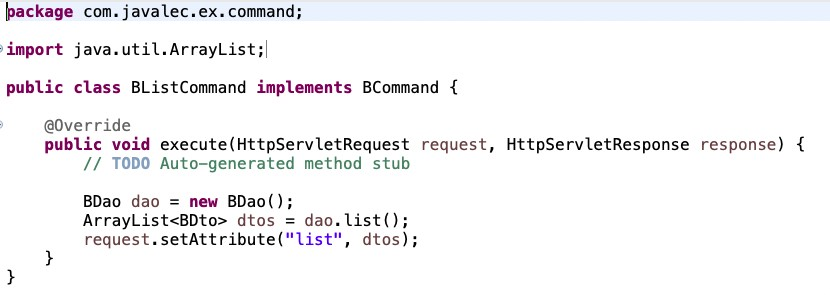 package com.javalec.ex.command;
import java.util.ArrayList;
public class BListCommand implements BCommand {
@Override
public void execute(HttpServletRequest request, HttpServletResponse response) {
// TODO Auto-generated method stub
BDao dao = new BDao();
ArrayList<BDto> dtos = dao.list();
request.setAttribute("list", dtos);
}
}